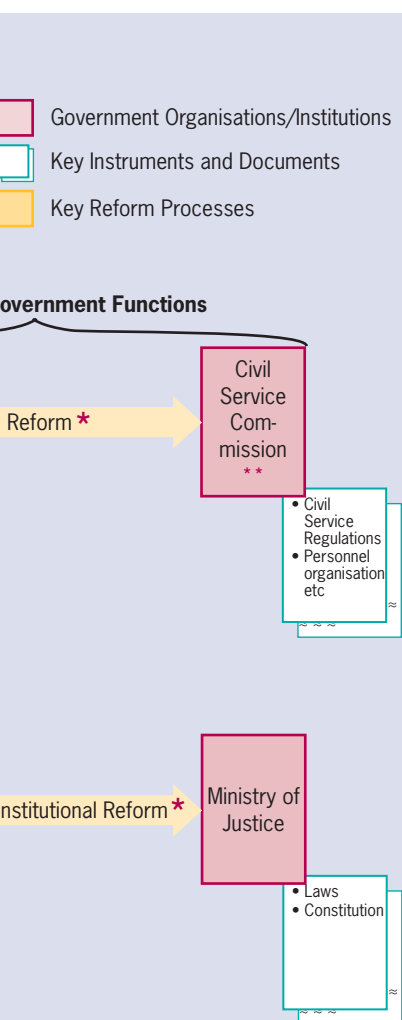 Government Organisations/Institutions
Key Instruments and Documents
Key Reform Processes
overnment Functions
Civil
Service
Com-
mission
* *
Reform *
• Civil
Service
Regulations
• Personnel
organisation
etc
Ministry of
Justice
nstitutional Reform *
• Laws
• Constitution